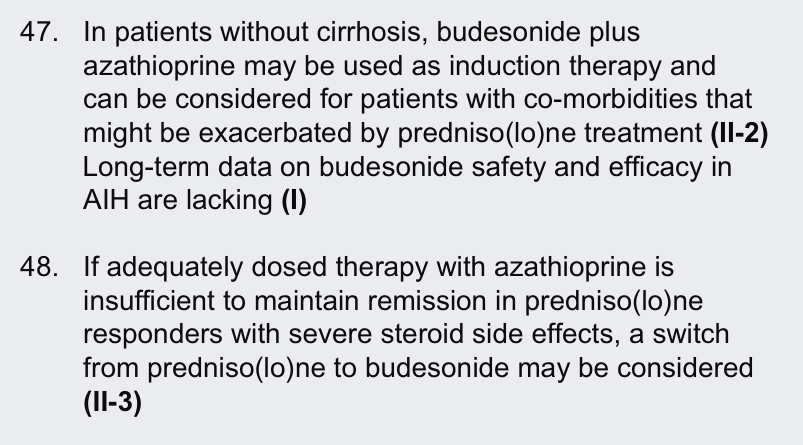 47. In patients without cirrhosis, budesonide plus
azathioprine may be used as induction therapy and
can be considered for patients with co-morbidities that
might be exacerbated by predniso(lo)ne treatment (II-2)
Long-term data on budesonide safety and efficacy in
AIH are lacking (I)
48. If adequately dosed therapy with azathioprine is
insufficient to maintain remission in predniso(lo)ne
responders with severe steroid side effects, a switch
from predniso(lo)ne to budesonide may be considered
(II-3)